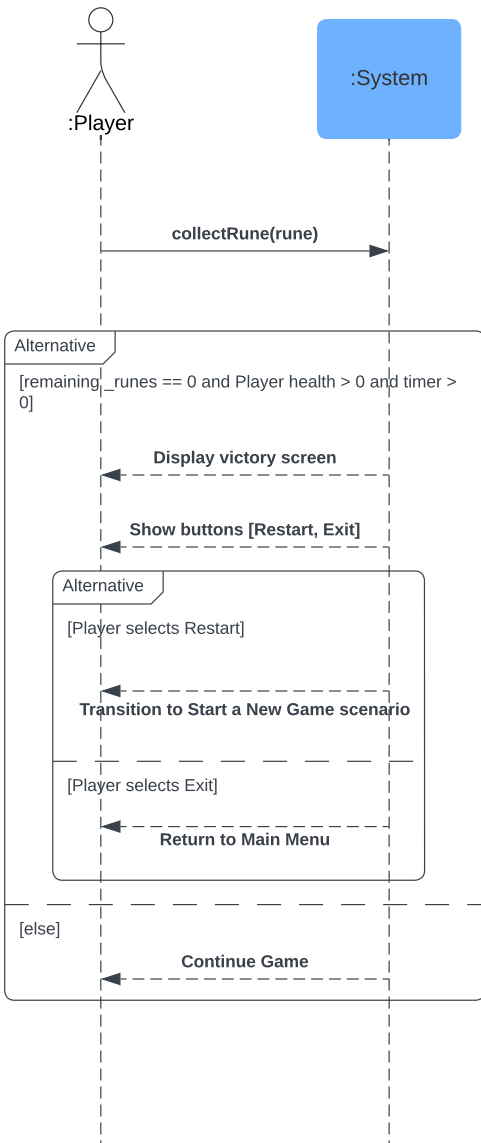 :Player
:System
collectRune(rune)
Alternative
[remaining _runes == 0 and Player health > 0 and timer >
0]
Display victory screen
Show buttons [Restart, Exit]
Alternative
[Player selects Restart]
Transition to Start a New Game scenario
[Player selects Exit]
Return to Main Menu
[else]
Continue Game